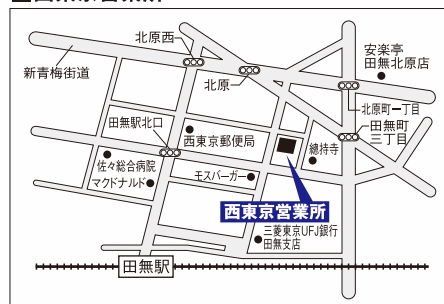 北原西
新青梅街道
北原
安楽亭
田無北原店
北原町一丁目
田無町
三丁目
田無駅北口
西東京郵便局
總持寺
佐々総合病院
マクドナルド
モスバーガー
西東京営業所
三菱東京UFJ銀行
田無支店
田無駅